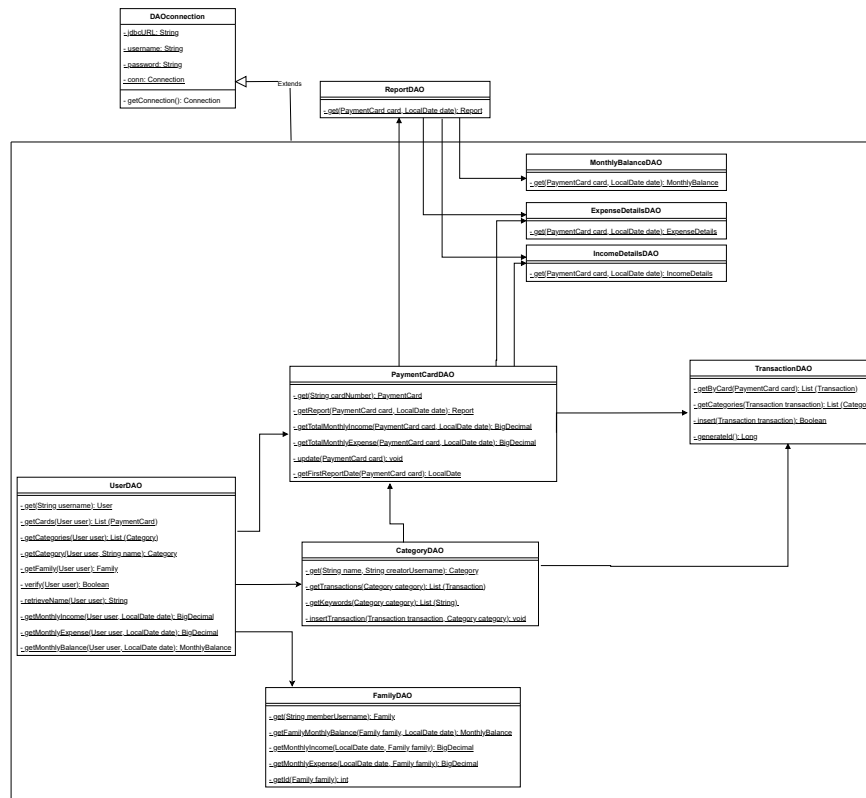 DAOconnection
- jdbcURL: String
- username: String
- password: String
- conn: Connection
- getConnection(): Connection
Extends
ReportDAO
- get(PaymentCard card, LocalDate date): Report
MonthlyBalanceDAO
- get(PaymentCard card, LocalDate date): MonthlyBalance
ExpenseDetailsDAO
- get(PaymentCard card, LocalDate date): ExpenseDetails
IncomeDetailsDAO
- get(PaymentCard card, LocalDate date): IncomeDetails
PaymentCardDAO
- get(String cardNumber): PaymentCard
- getReport(PaymentCard card, LocalDate date): Report
- getTotalMonthlyIncome(PaymentCard card, LocalDate date): BigDecimal
- getTotalMonthlyExpense(PaymentCard card, LocalDate date): BigDecimal
- update(PaymentCard card): void
- getFirstReportDate(PaymentCard card): LocalDate
TransactionDAO
- getByCard(PaymentCard card): List (Transaction)
- getCategories(Transaction transaction): List (Catego
- insert(Transaction transaction): Boolean
- generateId(): Long
UserDAO
- get(String username): User
- getCards(User user): List (PaymentCard)
- getCategories(User user): List (Category)
- getCategory(User user, String name): Category
- getFamily(User user): Family
- verify(User user): Boolean
- retrieveName(User user): String
- getMonthlyIncome(User user, LocalDate date): BigDecimal
- getMonthlyExpense(User user, LocalDate date): BigDecimal
- getMonthlyBalance(User user, LocalDate date): MonthlyBalance
CategoryDAO
- get(String name, String creatorUsername): Category
- getTransactions(Category category): List (Transaction)
- getKeywords(Category category): List (String)
- insertTransaction(Transaction transaction, Category category): void
FamilyDAO
- get(String memberUsername): Family
- getFamilyMonthlyBalance(Family family, LocalDate date): MonthlyBalance
- getMonthlyIncome(LocalDate date, Family family): BigDecimal
- getMonthlyExpense(LocalDate date, Family family): BigDecimal
- getId(Family family): int